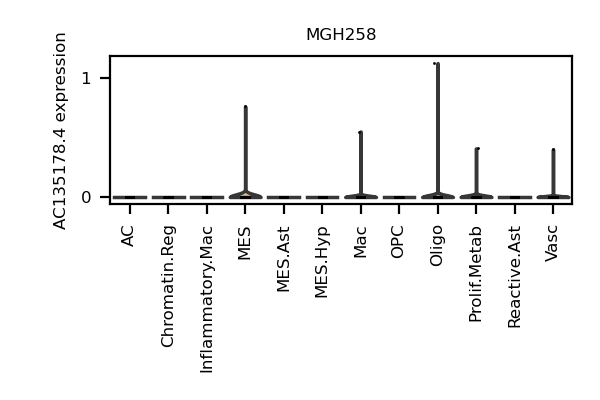 MGH258
AC135178.4 expression
1
0
AC
Chromatin.Reg
Inflammatory.Mac
MES
MES.Ast
MES.Hyp
Mac
OPC
Oligo
Prolif.Metab
Reactive.Ast
Vasc